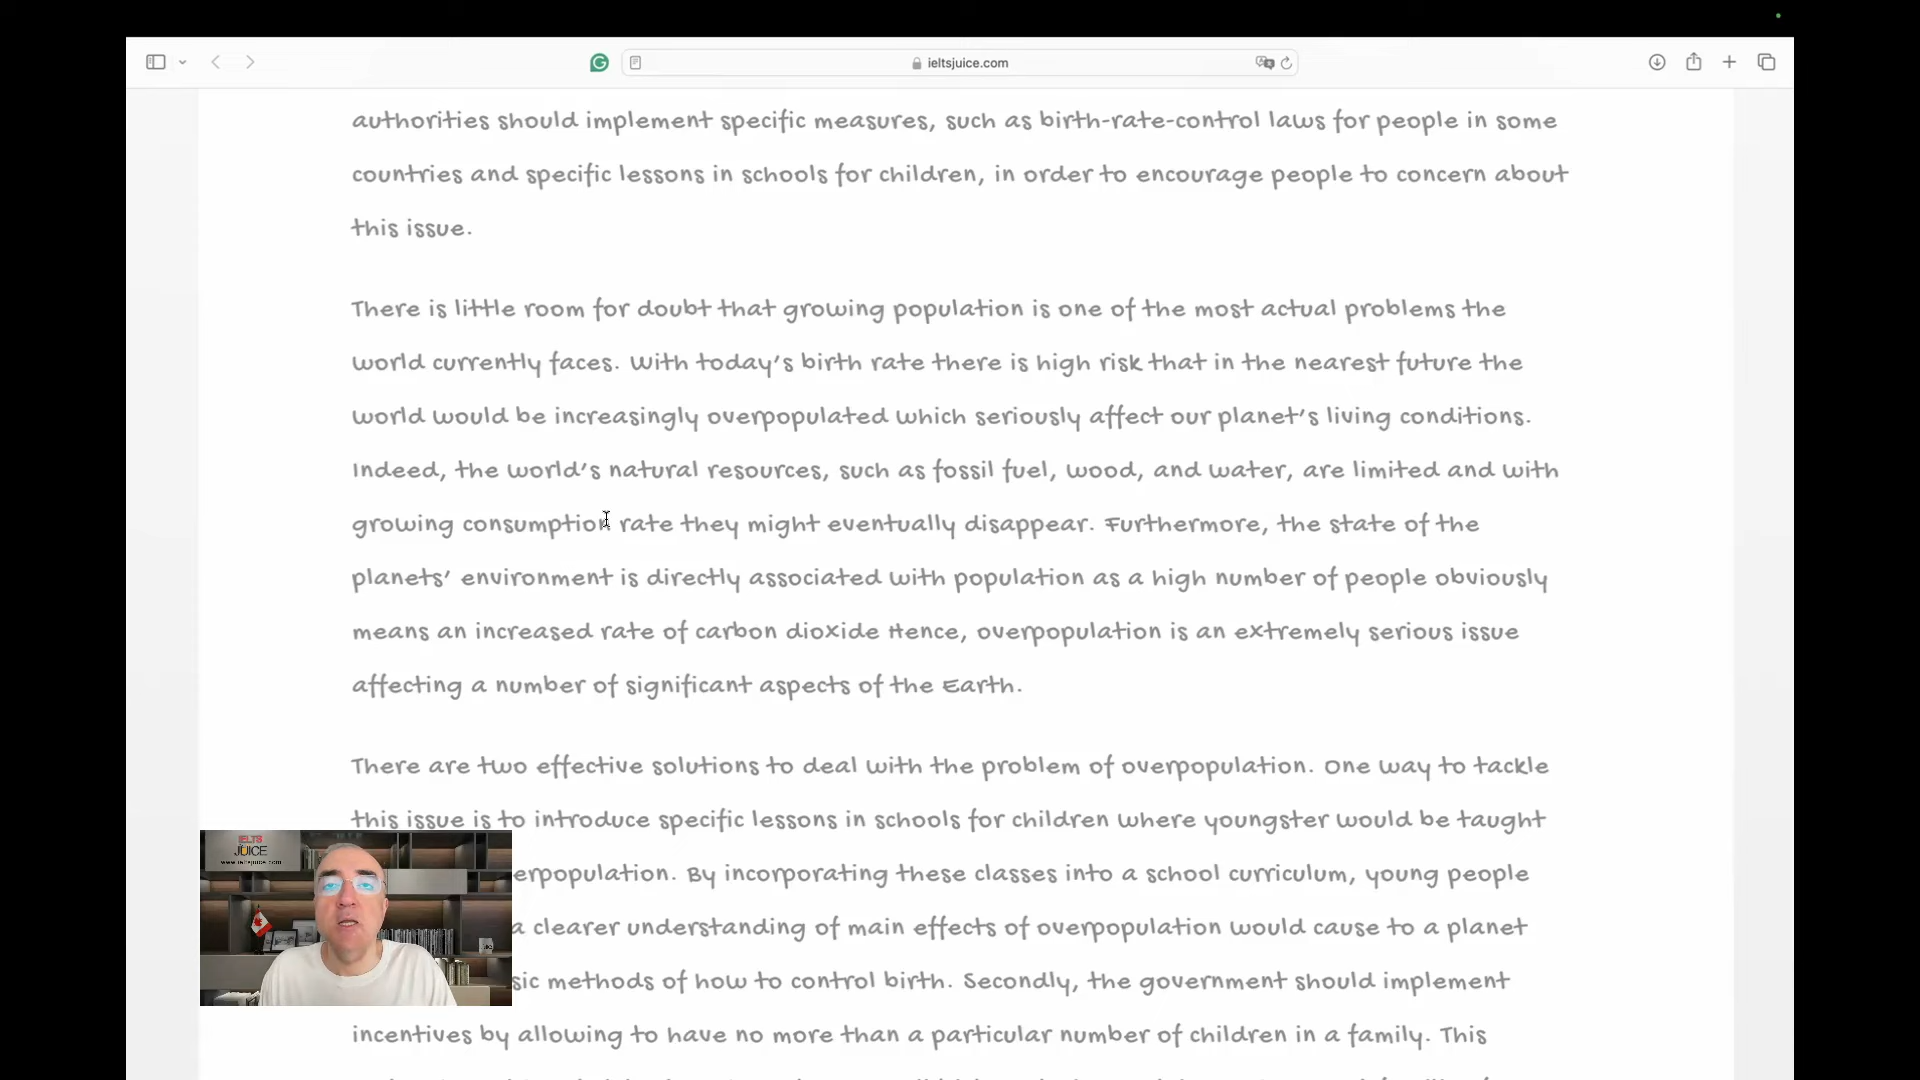 ieltsjuice.com
authorities should implement specific measures, such as birth-rate-control laws for people in some
countries and specific lessons in schools for children, in order to encourage people to concern about
this issue.
There is little room for doubt that growing population is one of the most actual problems the
world currently faces. With today's birth rate there is high risk that in the nearest future the
world would be increasingly overpopulated which seriously affect our planet's living conditions.
Indeed, the world's natural resources, such as fossil fuel, wood, and water, are limited and with
growing consumption rate they might eventually disappear. Furthermore, the state of the
planets' environment is directly associated with population as a high number of people obviously
means an increased rate of carbon dioxide Hence, overpopulation is an extremely serious issue
affecting a number of significant aspects of the Earth.
There are two effective solutions to deal with the problem of overpopulation. One way to tackle
this issue is to introduce specific lessons in schools for children where youngster would be taught
erpopulation. By incorporating these classes into a school curriculum, young people
a clearer understanding of main effects of overpopulation would cause to a planet
sic methods of how to control birth. Secondly, the government should implement
incentives by allowing to have no more than a particular number of children in a family. This
IELTS
JUICE
www.ieltsjuice.com